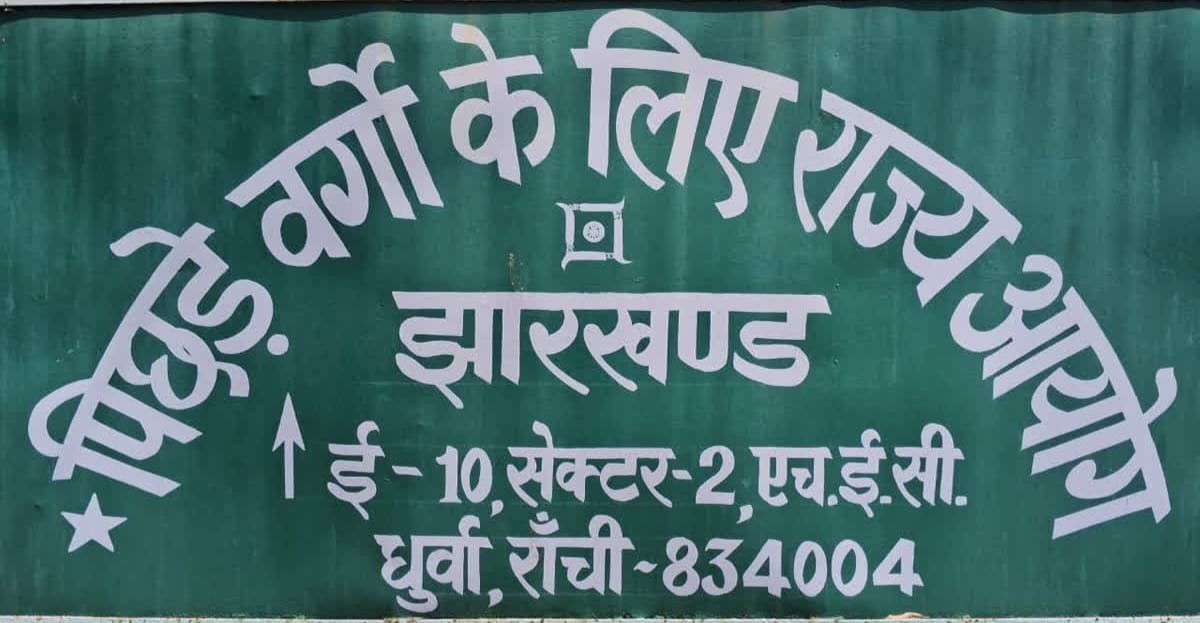 पिछड़े वर्गो के लिए राज्य आयोग
झारखण्ड
ई-10, सेक्टर-2, एच.ई.सी.
धुर्वा, राँची-834004